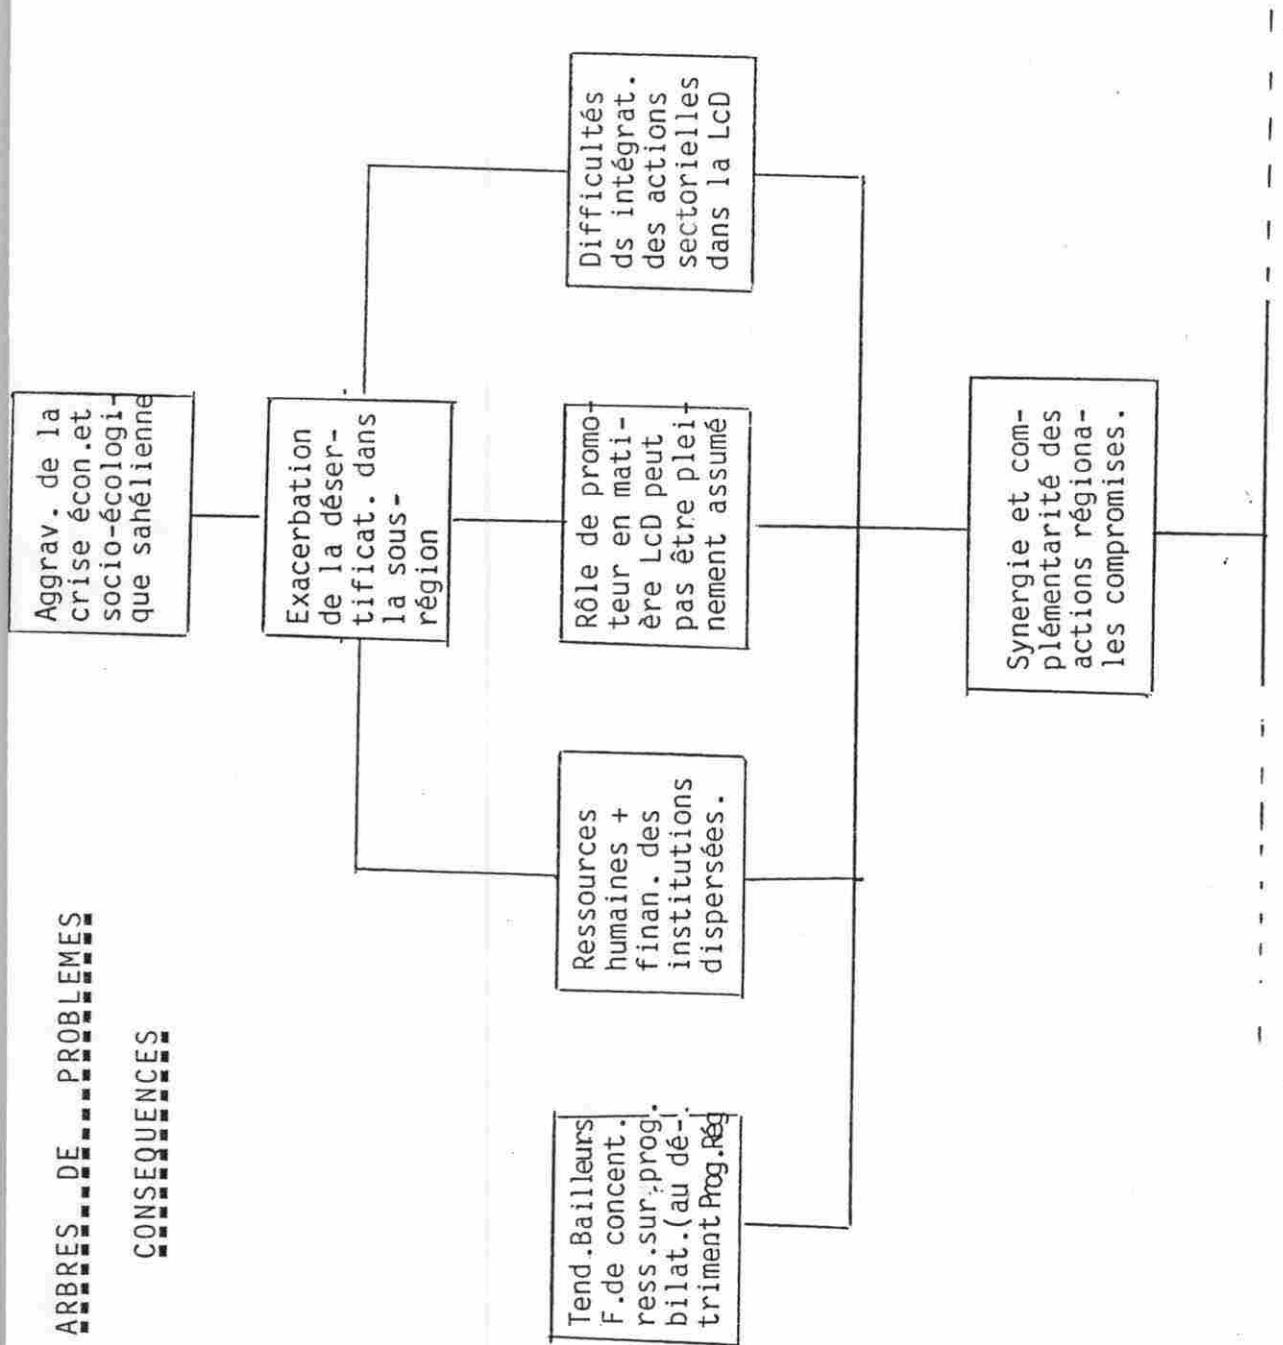 ARBRES DE PROBLEMES
CONSEQUENCES
Aggrav. de la
crise écon.et
socio-écologi-
que sahélienne
Exacerbation
de la déser-
tificat. dans
la sous-
région
Tend.Bailleurs
F.de concent.
ress.sur prog.
bilat.(au dé-
triment Prog.Rég
Ressources
humaines +
finan. des
institutions
dispersées.
Rôle de promo-
teur en mati-
ère LcD peut
pas être plei-
nement assumé
Difficultés
ds intégrat.
des actions
sectorielles
dans la LcD
Synergie et com-
plémentarité des
actions régiona-
les compromises.